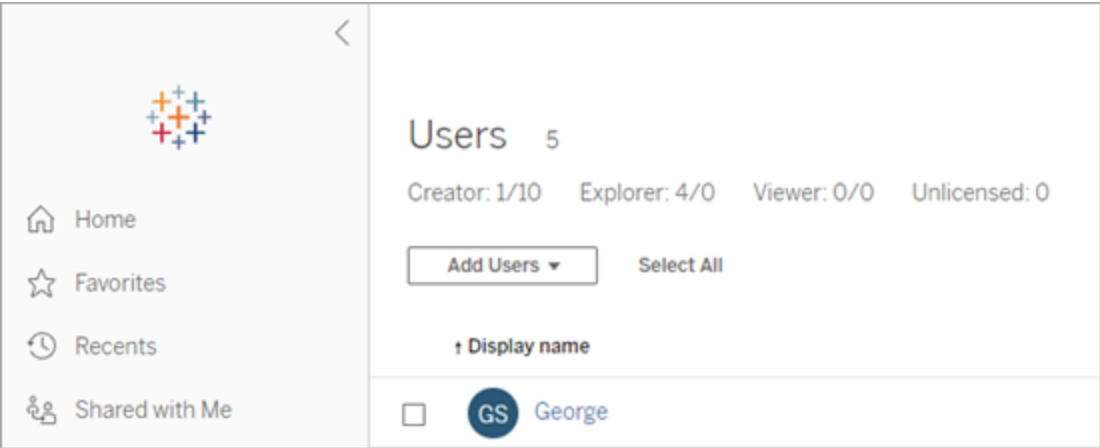 Users 5
Creator: 1/10 Explorer: 4/0 Viewer: 0/0 Unlicensed: 0
Home
Add Users Select All
Favorites
Recents
↑ Display name
Shared with Me
GS George